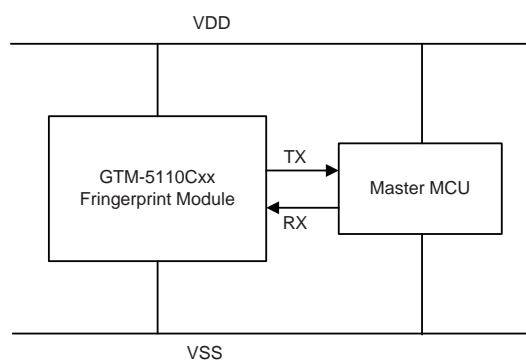 VDD
GTM-5110Cxx
Fringerprint Module
TX
RX
Master MCU
VSS